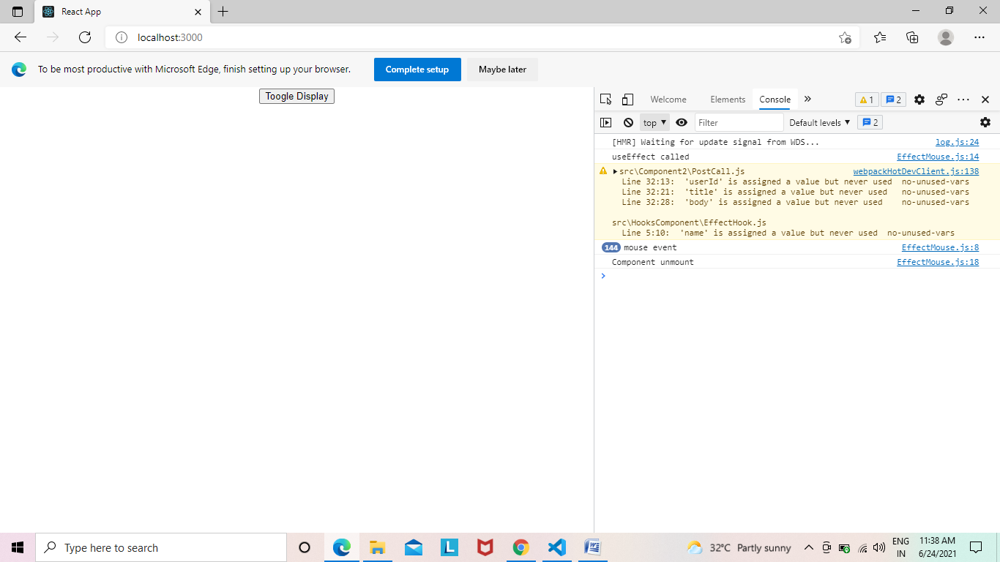 React App
localhost:3000
To be most productive with Microsoft Edge, finish setting up your browser. Complete setup Maybe later
Toogle Display
Welcome Elements Console 1 2
top Filter Default levels 2
[HMR] Waiting for update signal from WDS... log.js:24
useEffect called EffectMouse.js:14
src\Component2\PostCall.js webpackHotDevClient.js:138
Line 32:13: 'userId' is assigned a value but never used no-unused-vars
Line 32:21: 'title' is assigned a value but never used no-unused-vars
Line 32:28: 'body' is assigned a value but never used no-unused-vars
src\HooksComponent\EffectHook.js
Line 5:10: 'name' is assigned a value but never used no-unused-vars
144 mouse event EffectMouse.js:8
Component unmount EffectMouse.js:18
Type here to search
L
W
32°C Partly sunny
ENG
IN
11:38 AM
6/24/2021